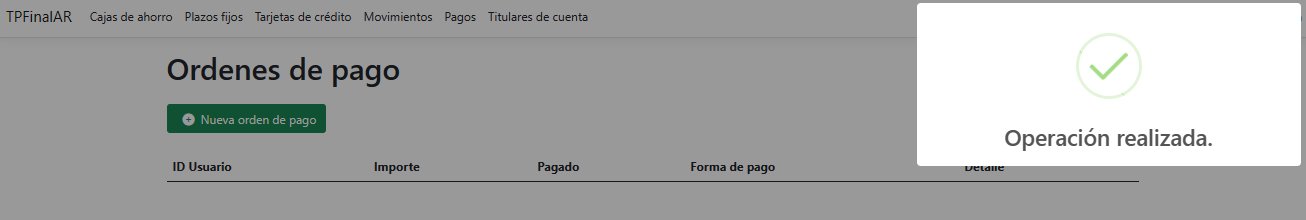 TPFinalAR Cajas de ahorro Plazos fijos Tarjetas de crédito Movimientos Pagos Titulares de cuenta
Ordenes de pago
Nueva orden de pago
Operación realizada.
ID Usuario Importe Pagado Forma de pago Detalle